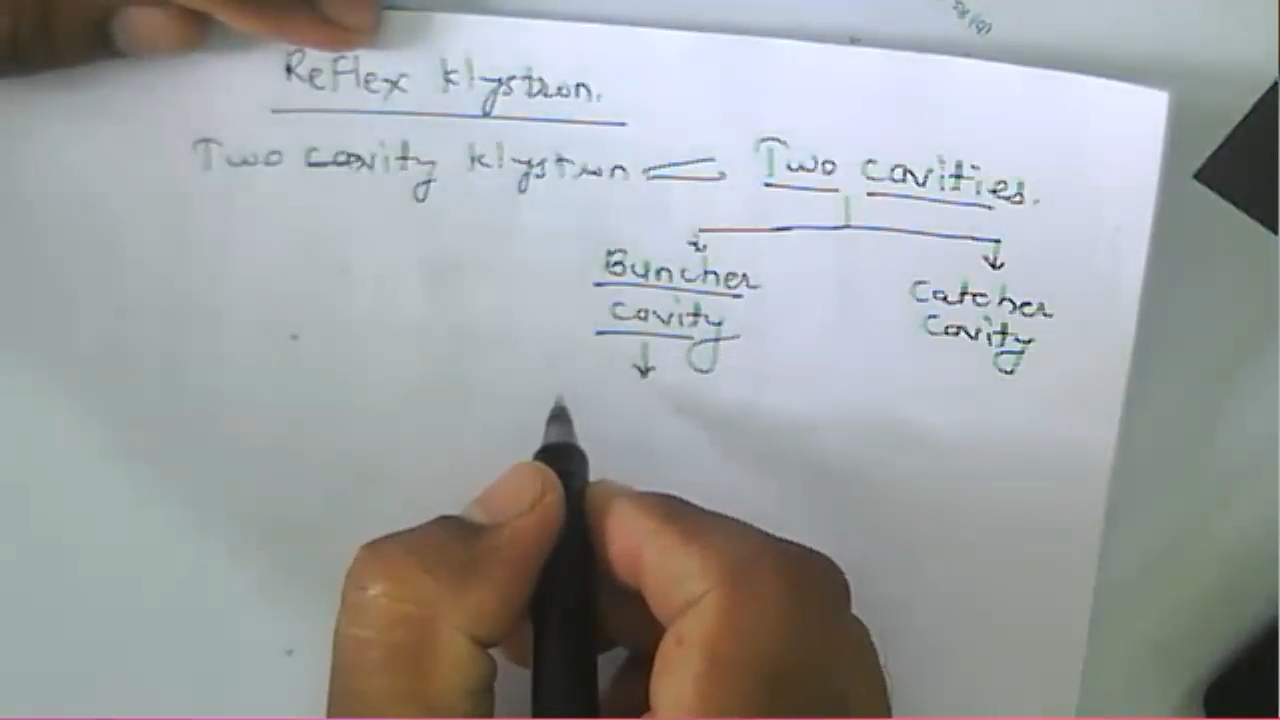 Reflex klystron.
Two cavity klystron
Two cavities.
Buncher
cavity
Catcher
cavity